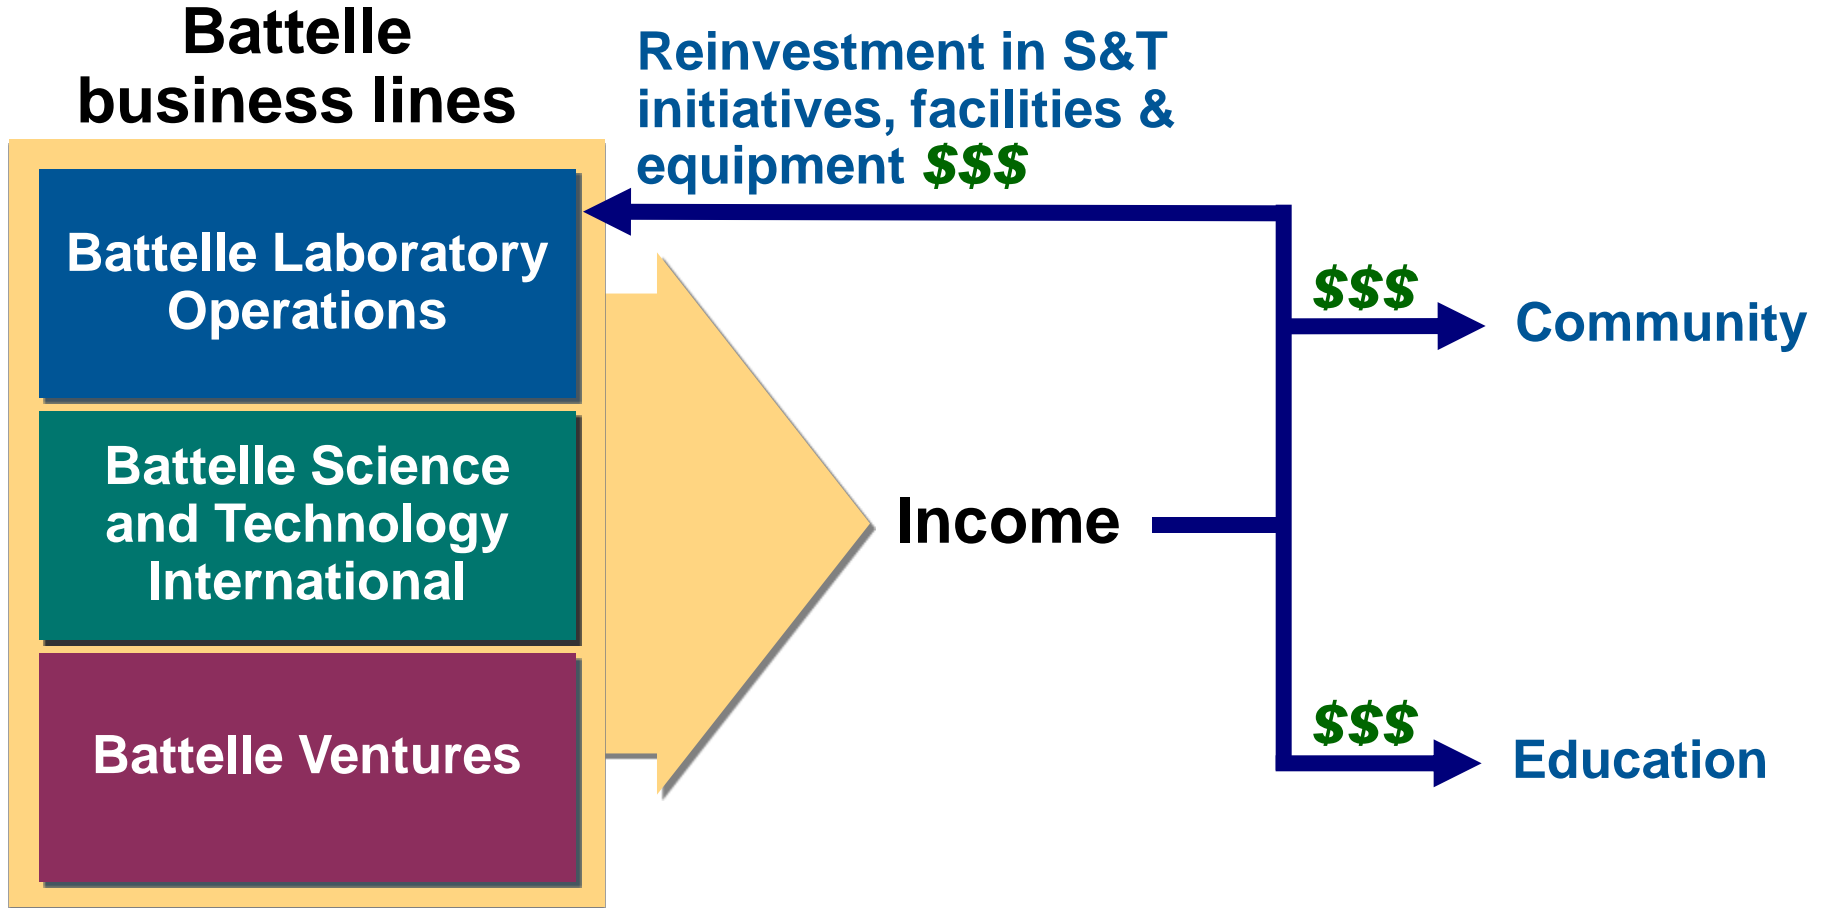 Battelle
business lines
Reinvestment in S&T
initiatives, facilities &
equipment $$$
Battelle Laboratory
Operations
$$$
Community
Battelle Science
and Technology
International
Income
Battelle Ventures
$$$
Education